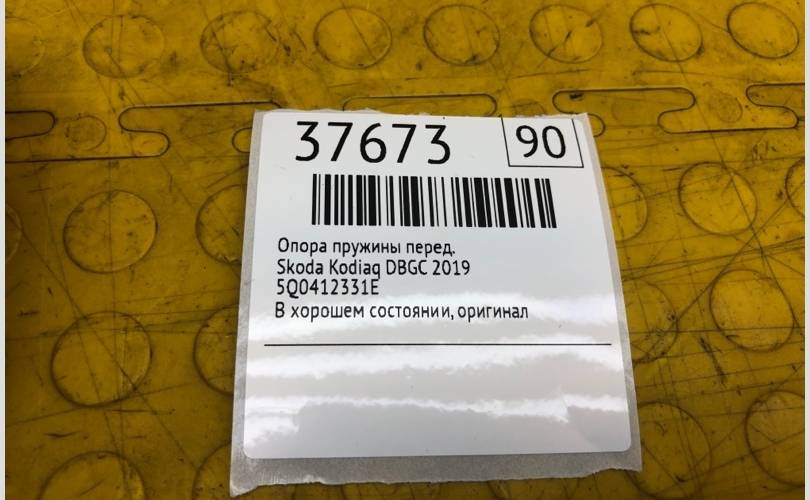 37673 90
Опора пружины перед.
Skoda Kodiaq DBGC 2019
5Q0412331E
В хорошем состоянии, оригинал